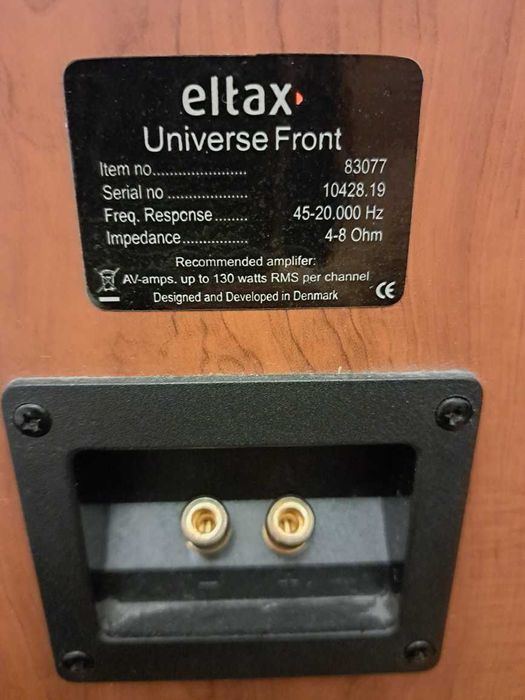 eltax
Universe Front
Item no...................... 83077
Serial no ................... 10428.19
Freq. Response........ 45-20.000 Hz
Impedance................ 4-8 Ohm
Recommended amplifer:
AV-amps. up to 130 watts RMS per channel
Designed and Developed in Denmark CE
- +